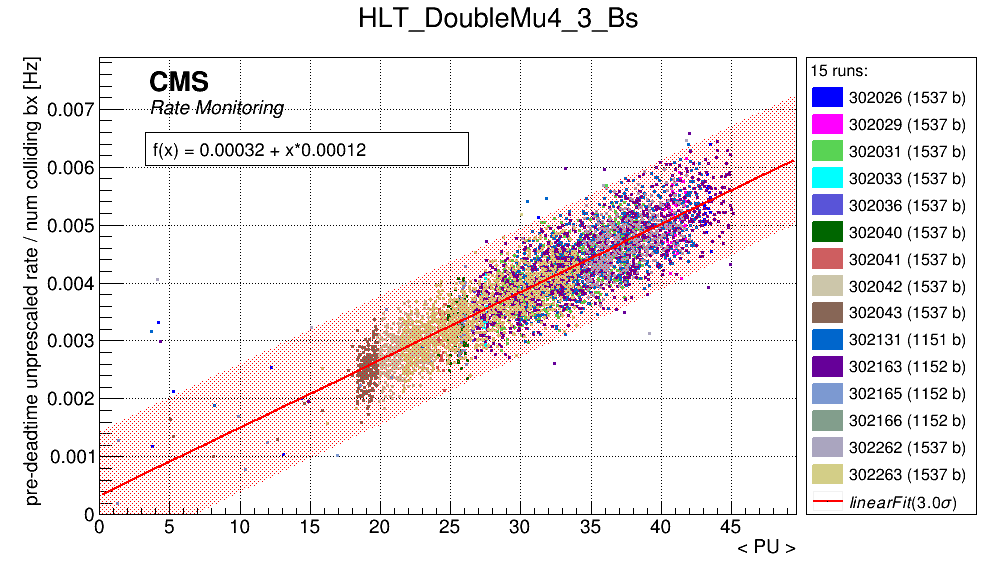 HLT_DoubleMu4_3_Bs
pre-deadtime unprescaled rate / num colliding bx [Hz]
CMS
Rate Monitoring
f(x) = 0.00032 + x*0.00012
0.007
0.006
0.005
0.004
0.003
0.002
0.001
0
0 5 10 15 20 25 30 35 40 45
< PU >
15 runs:
302026 (1537 b)
302029 (1537 b)
302031 (1537 b)
302033 (1537 b)
302036 (1537 b)
302040 (1537 b)
302041 (1537 b)
302042 (1537 b)
302043 (1537 b)
302131 (1151 b)
302163 (1152 b)
302165 (1152 b)
302166 (1152 b)
302262 (1537 b)
302263 (1537 b)
linearFit(3.0σ)